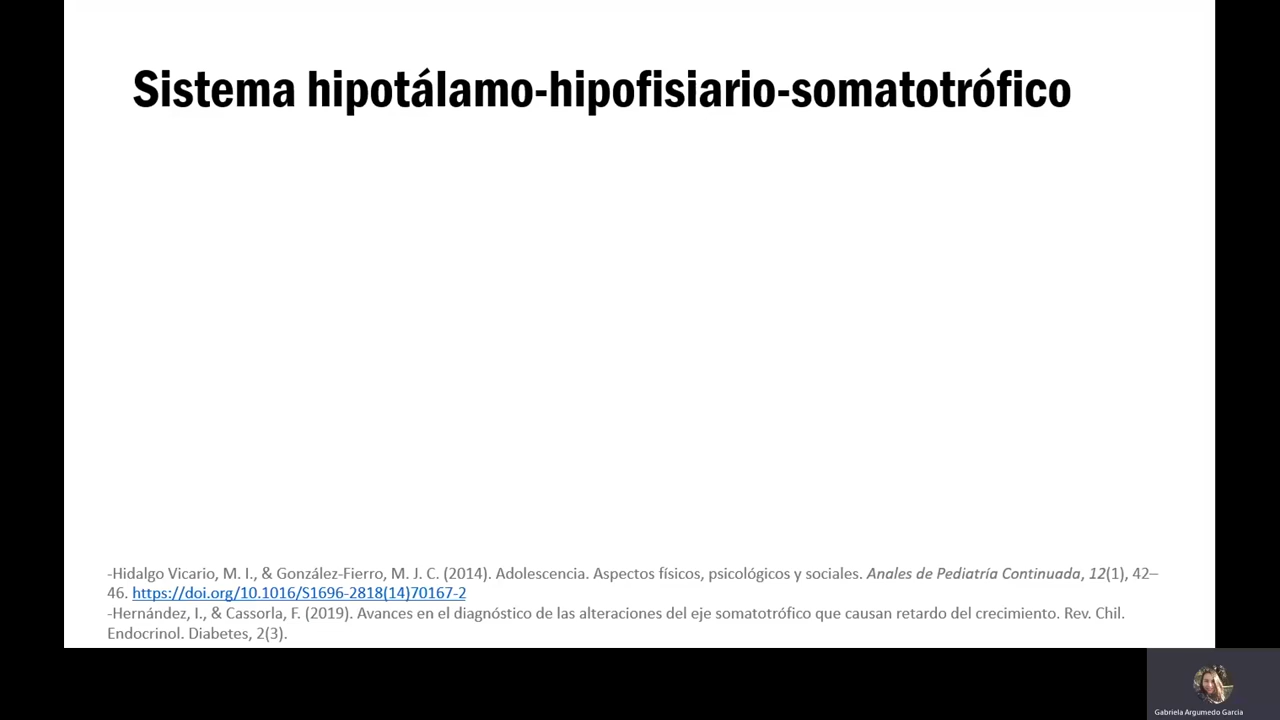 Sistema hipotálamo-hipofisiario-somatotrófico
-Hidalgo Vicario, M. I., & González-Fierro, M. J. C. (2014). Adolescencia. Aspectos físicos, psicológicos y sociales. Anales de Pediatría Continuada, 12(1), 42–
46. https://doi.org/10.1016/S1696-2818(14)70167-2
-Hernández, I., & Cassorla, F. (2019). Avances en el diagnóstico de las alteraciones del eje somatotrófico que causan retardo del crecimiento. Rev. Chil.
Endocrinol. Diabetes, 2(3).
Gabriela Argumedo Garcia